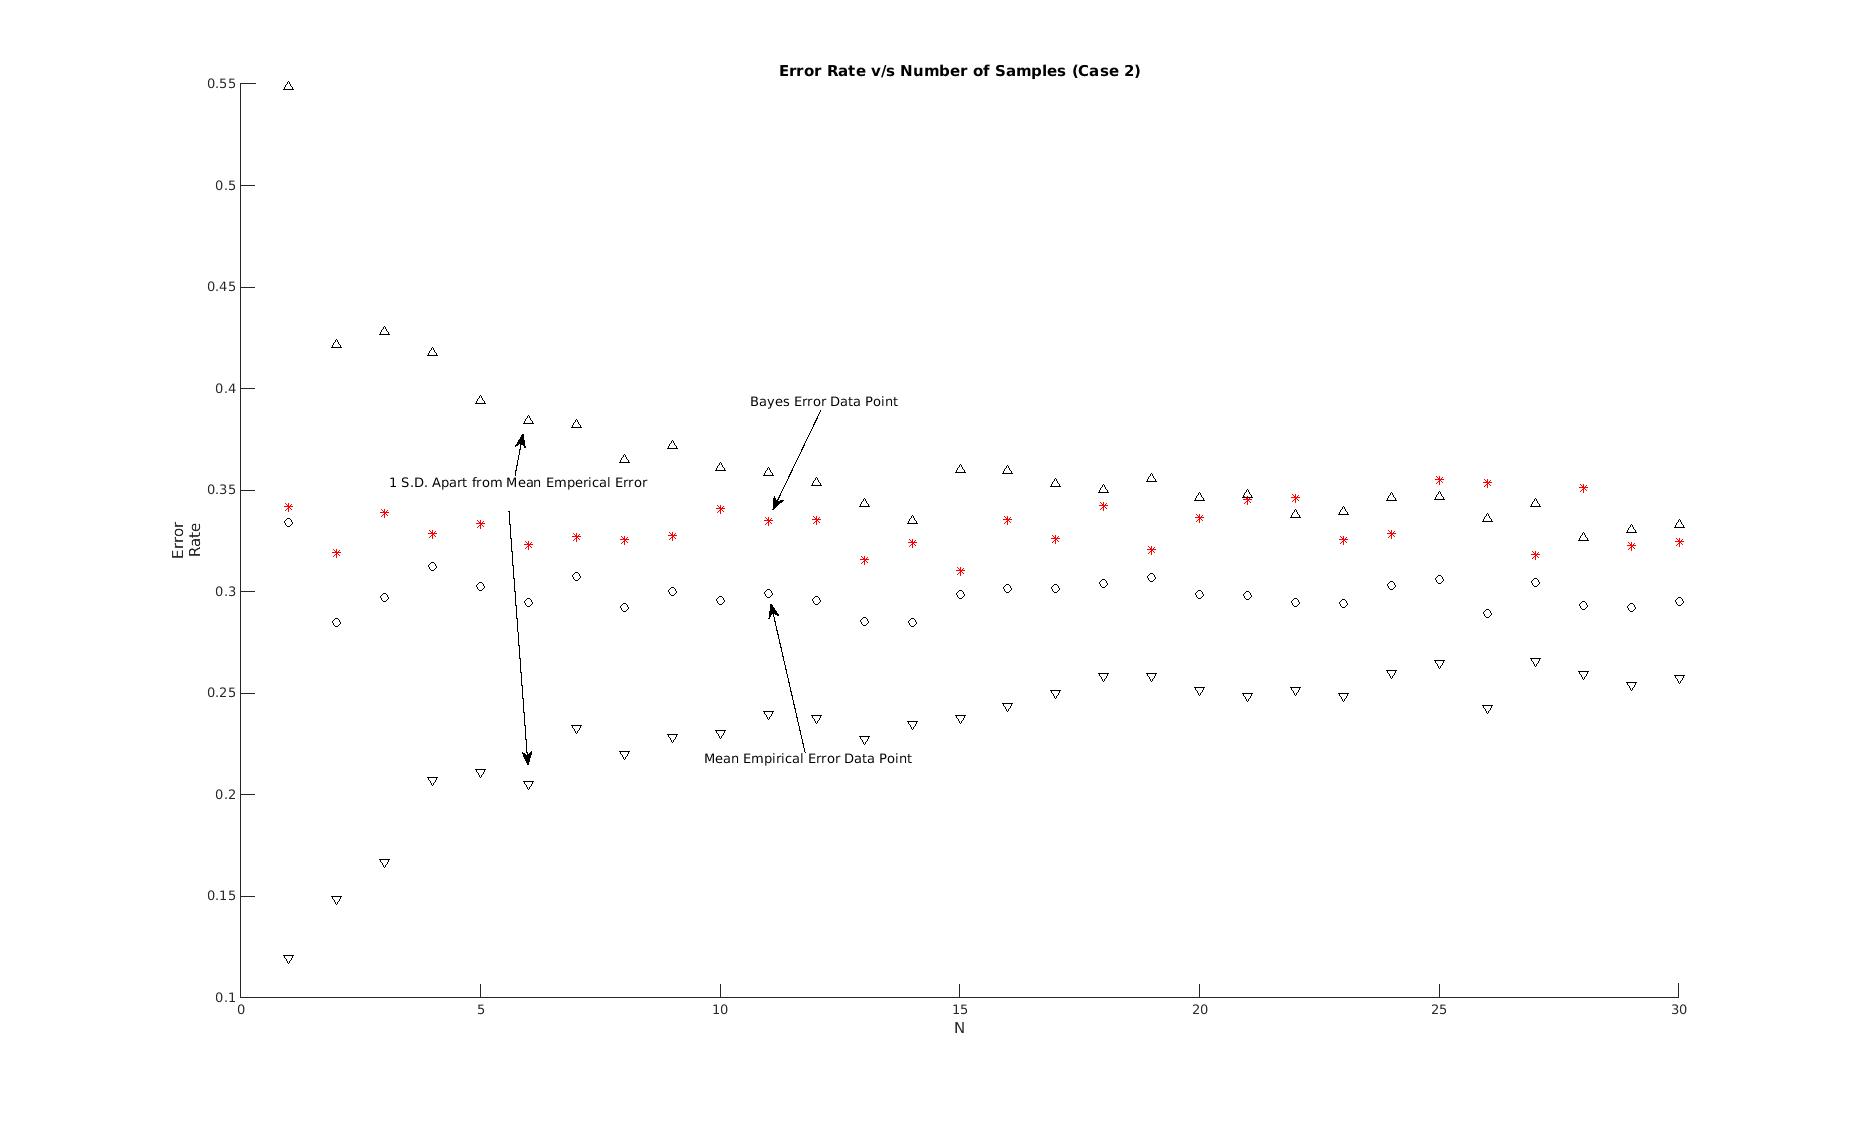 Error Rate v/s Number of Samples (Case 2)
0.55
0.5
0.45
0.4
0.35
0.3
0.25
0.2
0.15
0.1
Error
Rate
Bayes Error Data Point
1 S.D. Apart from Mean Emperical Error
Mean Empirical Error Data Point
0
5
10
15
20
25
30
N